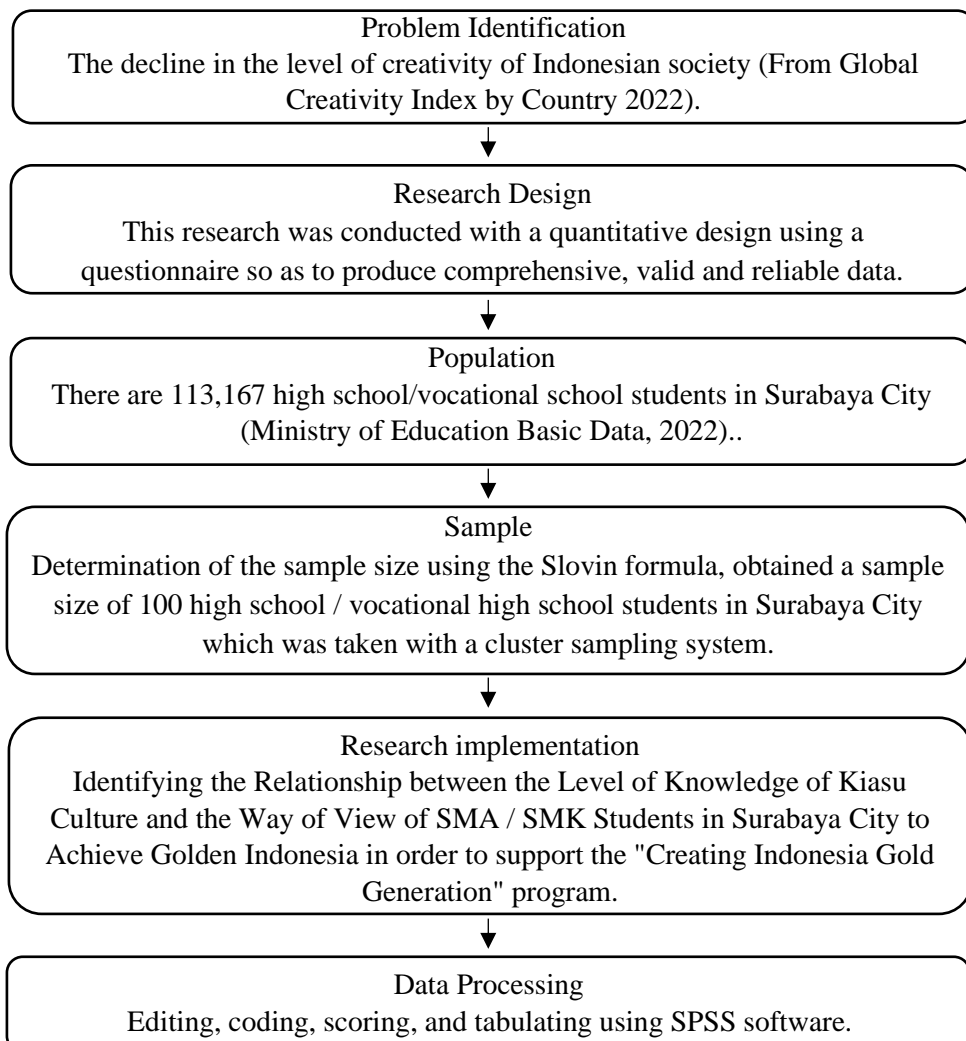 Problem Identification
The decline in the level of creativity of Indonesian society (From Global
Creativity Index by Country 2022).
Research Design
This research was conducted with a quantitative design using a
questionnaire so as to produce comprehensive, valid and reliable data.
Population
There are 113,167 high school/vocational school students in Surabaya City
(Ministry of Education Basic Data, 2022)..
Sample
Determination of the sample size using the Slovin formula, obtained a sample
size of 100 high school / vocational high school students in Surabaya City
which was taken with a cluster sampling system.
Research implementation
Identifying the Relationship between the Level of Knowledge of Kiasu
Culture and the Way of View of SMA / SMK Students in Surabaya City to
Achieve Golden Indonesia in order to support the "Creating Indonesia Gold
Generation" program.
Data Processing
Editing, coding, scoring, and tabulating using SPSS software.